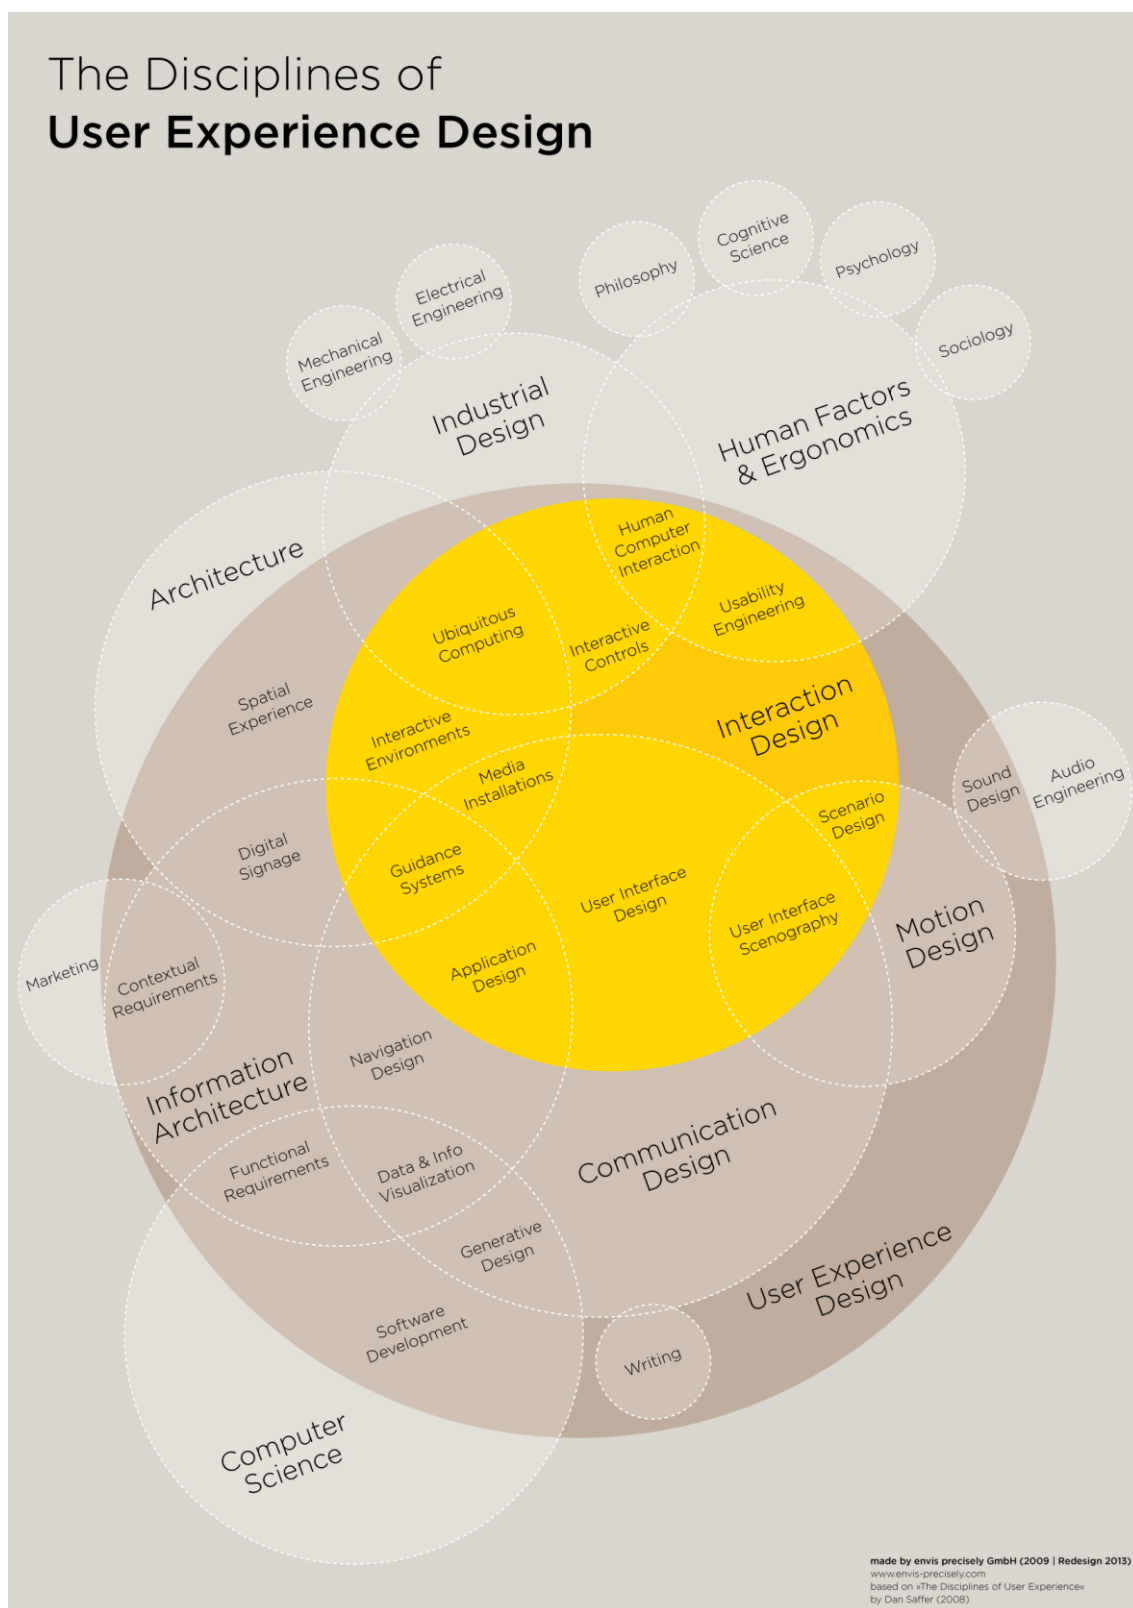 The Disciplines of
User Experience Design
Cognitive
Science
Philosophy
Psychology
Electrical
Engineering
Sociology
Mechanical
Engineering
Industrial
Design
Human Factors
& Ergonomics
Human
Computer
Interaction
Architecture
Usability
Engineering
Ubiquitous
Computing
Interactive
Controls
Spatial
Experience
Interaction
Design
Interactive
Environments
Media
Installations
Sound
Design
Audio
Engineering
Scenario
Design
Digital
Signage
Guidance
Systems
User Interface
Design
User Interface
Scenography
Motion
Design
Marketing
Contextual
Requirements
Application
Design
Navigation
Design
Information
Architecture
Communication
Design
Functional
Requirements
Data & Info
Visualization
Generative
Design
User Experience
Design
Software
Development
Writing
Computer
Science
made by envis precisely GmbH (2009 | Redesign 2013)
www.envis-precisely.com
based on »The Disciplines of User Experience«
by Dan Saffer (2008)